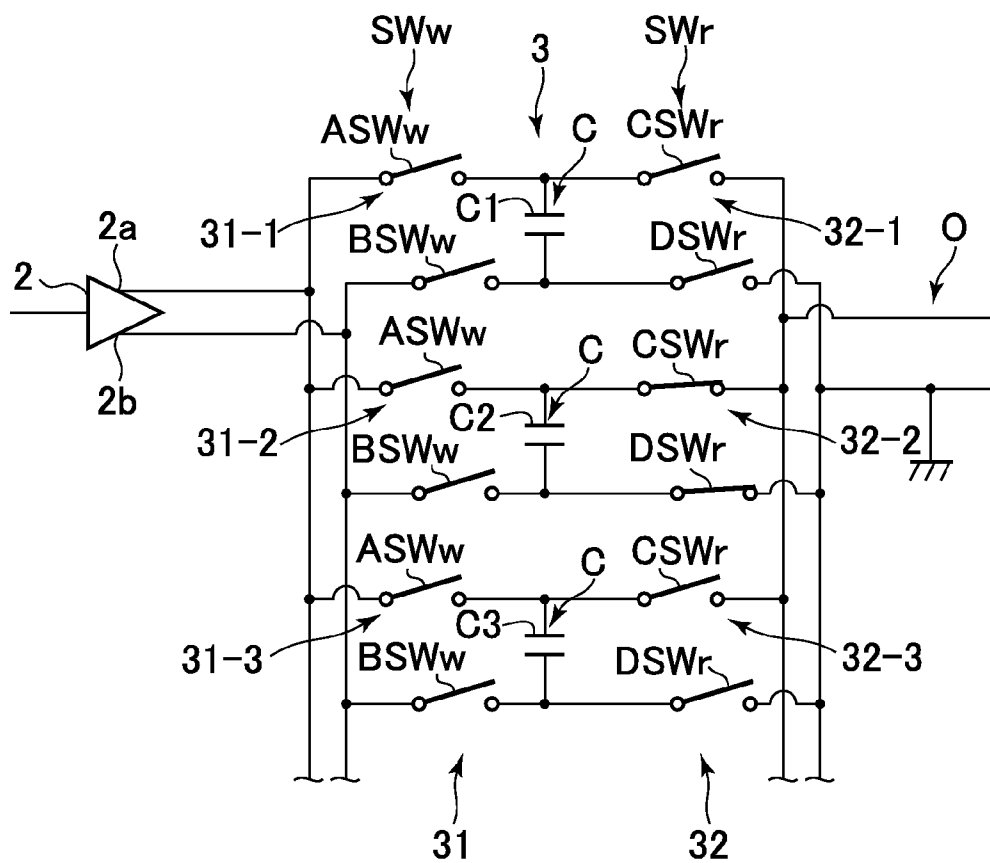 SWw
SWr
3
ASWw
C
CSWr
C1
31-1
32-1
2a
BSWw
DSWr
O
2
ASWw
C
CSWr
2b
C2
31-2
32-2
BSWw
DSWr
ASWw
C
CSWr
C3
31-3
32-3
BSWw
DSWr
31
32